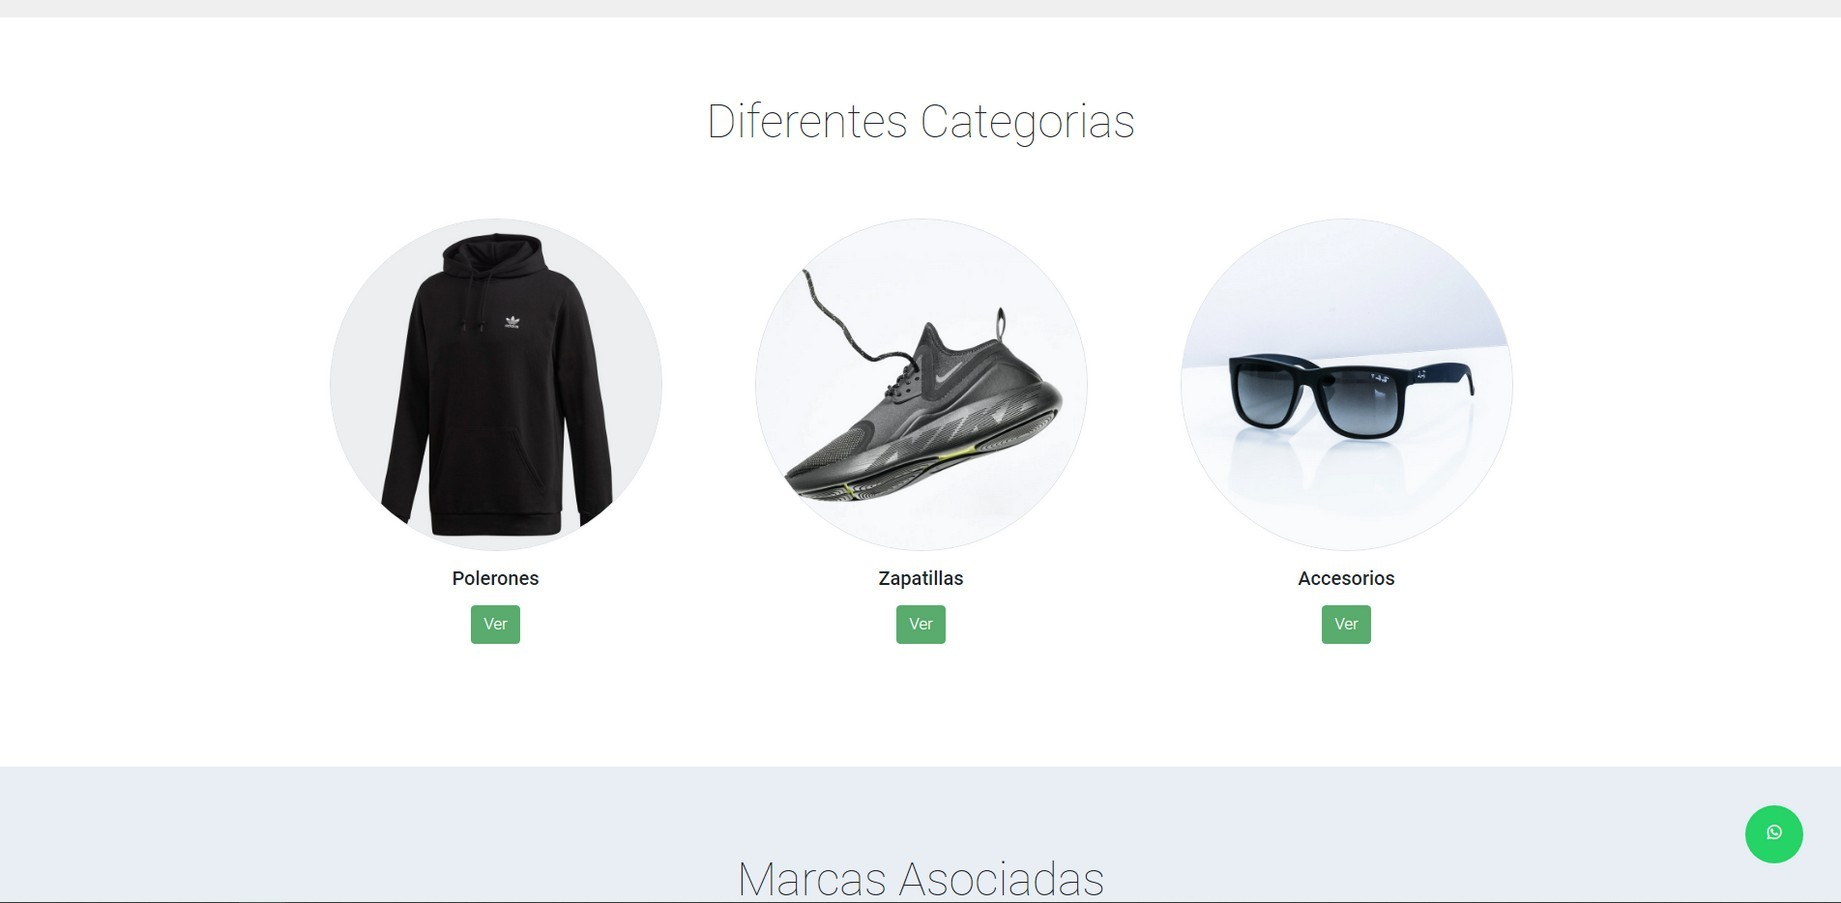 Diferentes Categorias
Polerones
Zapatillas
Accesorios
Ver
Ver
Ver
Marcas Asociadas